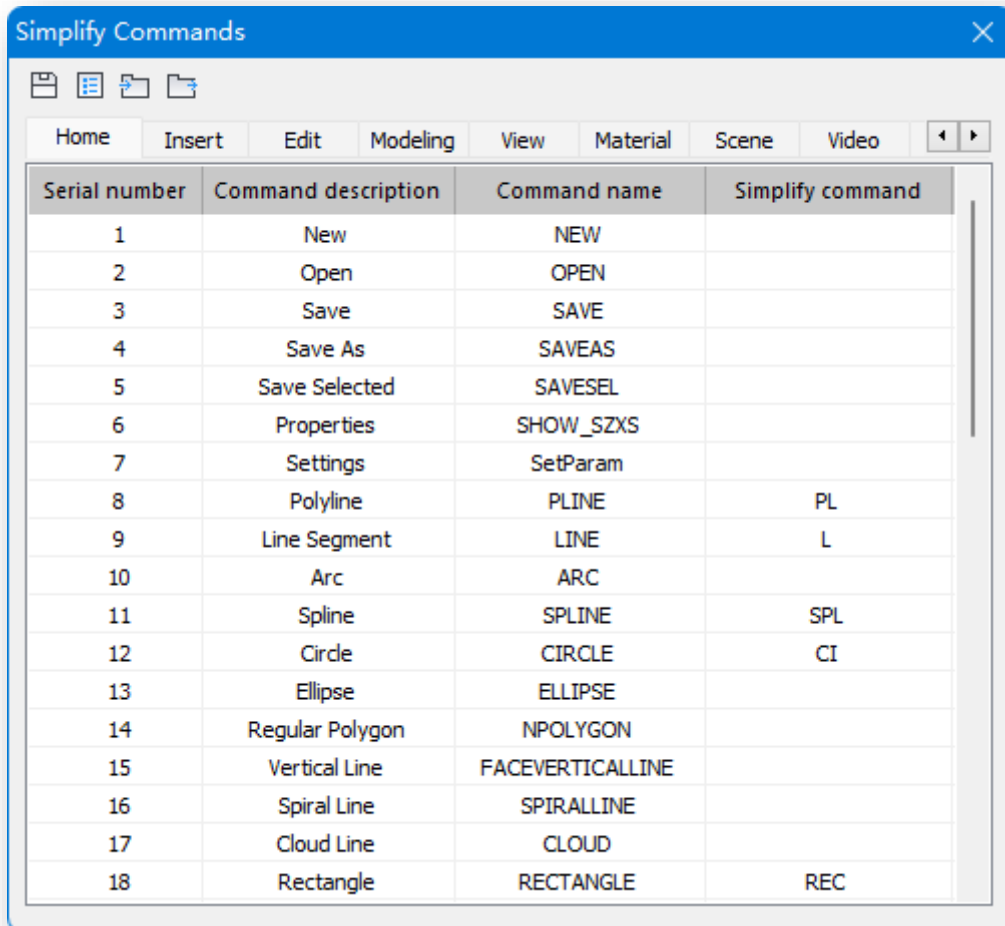 Simplify Commands
Home Insert Edit Modeling View Material Scene Video
Serial number Command description Command name Simplify command
1 New NEW
2 Open OPEN
3 Save SAVE
4 Save As SAVEAS
5 Save Selected SAVESEL
6 Properties SHOW_SZXS
7 Settings SetParam
8 Polyline PLINE PL
9 Line Segment LINE L
10 Arc ARC
11 Spline SPLINE SPL
12 Circle CIRCLE CI
13 Ellipse ELLIPSE
14 Regular Polygon NPOLYGON
15 Vertical Line FACEVERTICALLINE
16 Spiral Line SPIRALLINE
17 Cloud Line CLOUD
18 Rectangle RECTANGLE REC